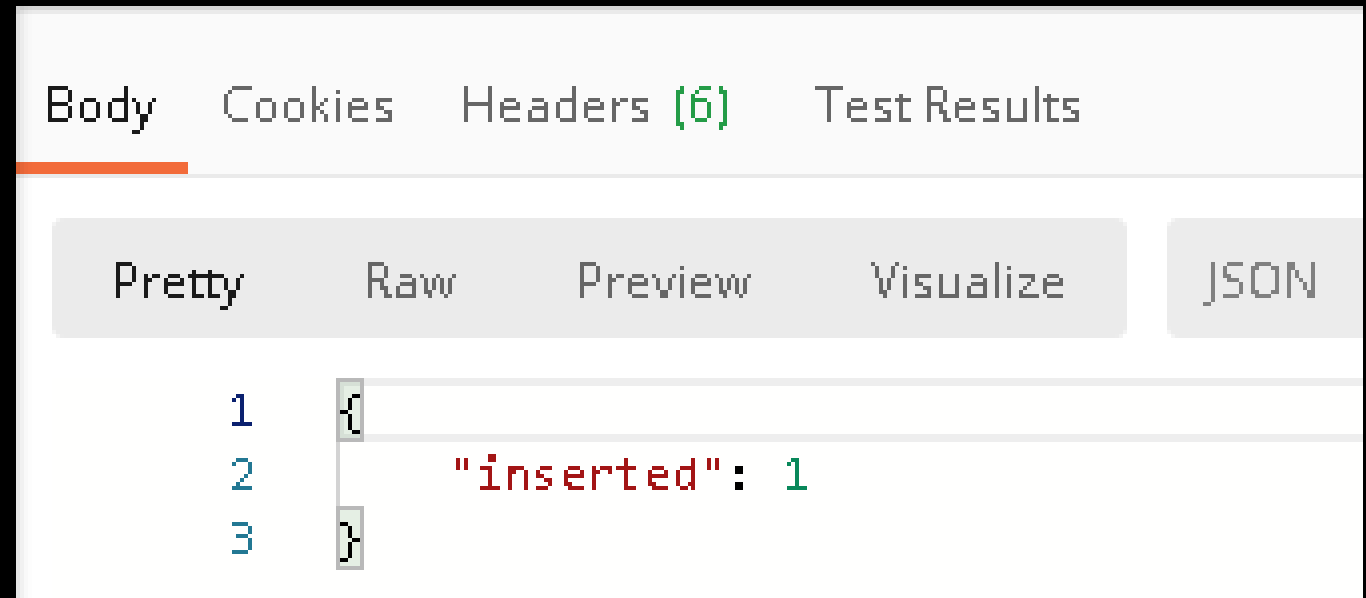 Body Cookies Headers (6) Test Results
Pretty Raw Preview Visualize JSON
1 {
2 "inserted": 1
3 }